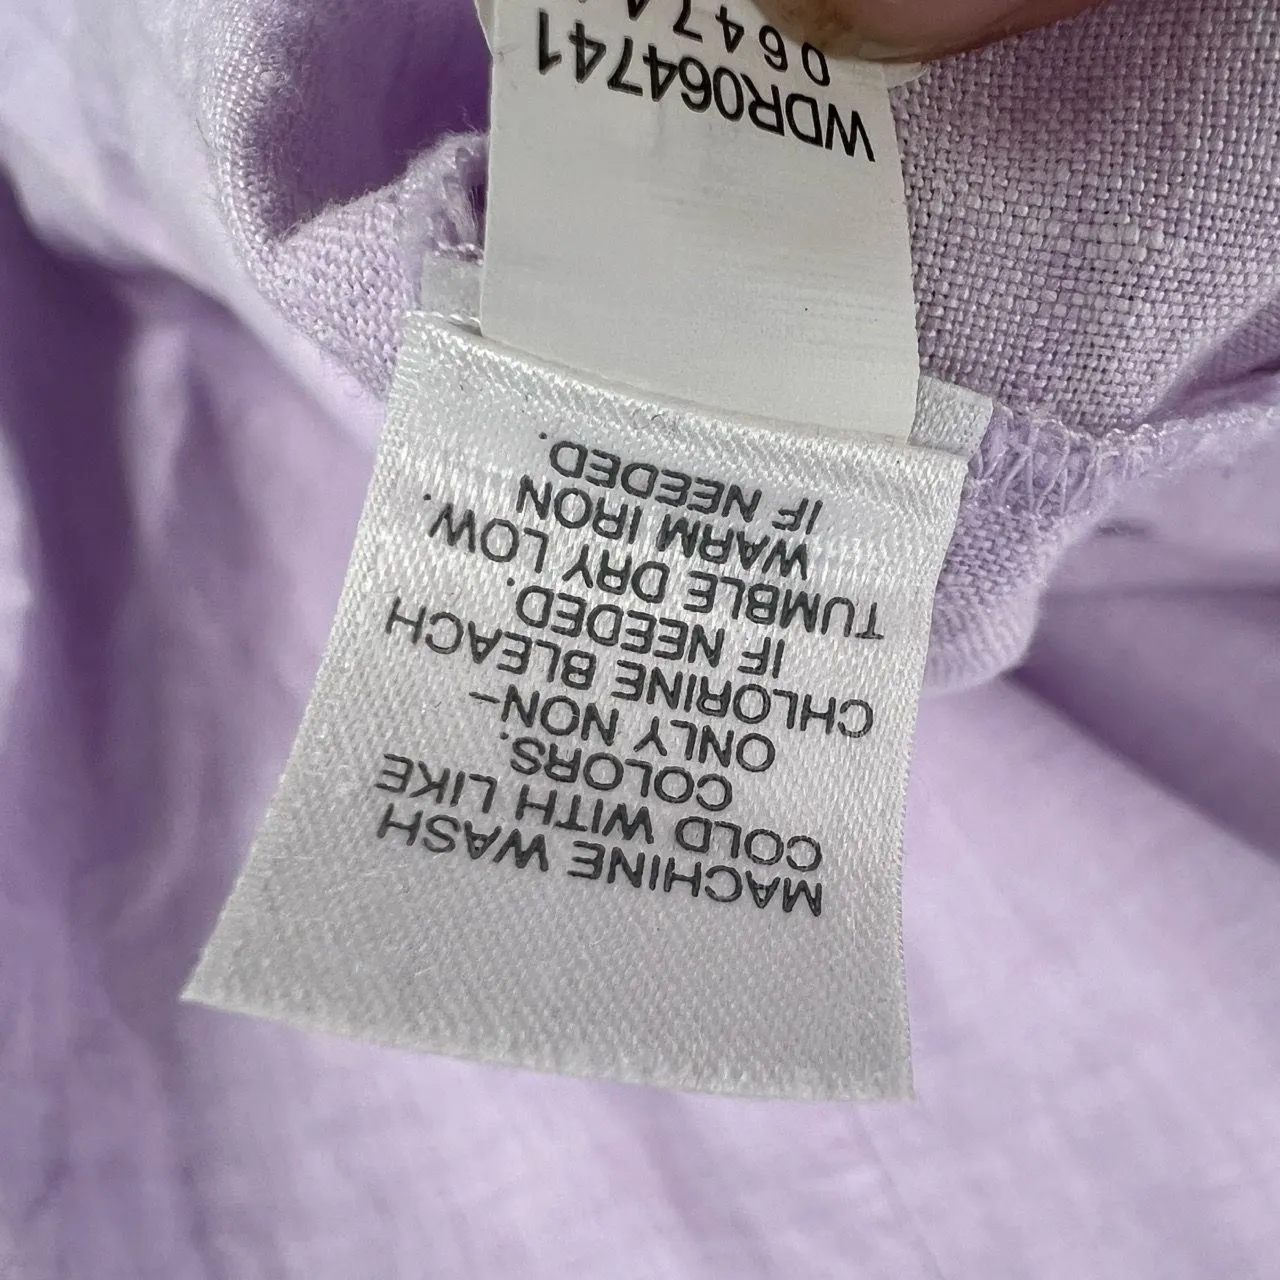 MACHINE WASH
COLD WITH LIKE
COLORS.
ONLY NON-
CHLORINE BLEACH
IF NEEDED.
TUMBLE DRY LOW.
WARM IRON
IF NEEDED.
WDR064741